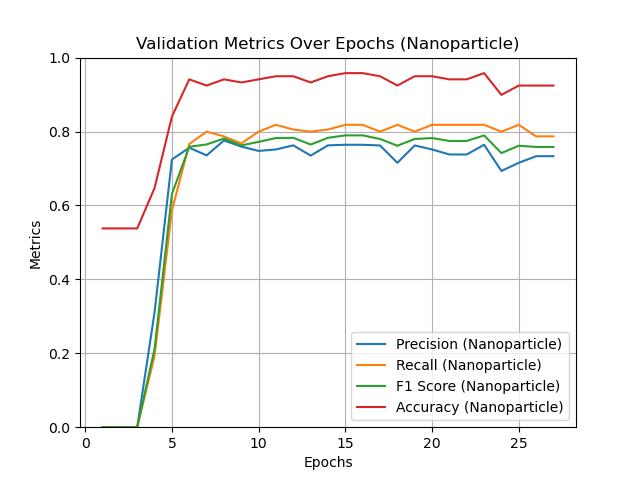 Validation Metrics Over Epochs (Nanoparticle)
1.0
0.8
0.6
0.4
0.2
0.0
Metrics
0 5 10 15 20 25
Epochs
Precision (Nanoparticle)
Recall (Nanoparticle)
F1 Score (Nanoparticle)
Accuracy (Nanoparticle)